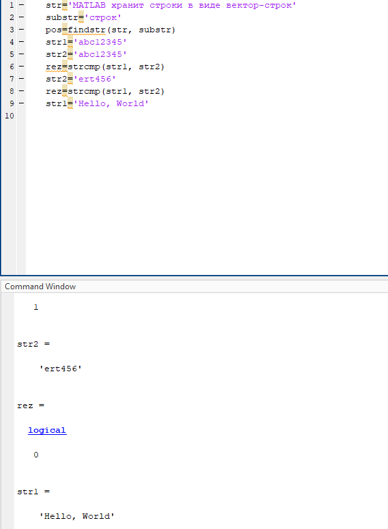 1 – str='MATLAB хранит строки в виде вектор-строк'
2 – substr='строк'
3 – pos=findstr(str, substr)
4 – str1='abc12345'
5 – str2='abc12345'
6 – rez=strcmp(str1, str2)
7 – str2='ert456'
8 – rez=strcmp(str1, str2)
9 – str1='Hello, World'
10
Command Window
1
str2 =
'ert456'
rez =
logical
0
str1 =
'Hello, World'